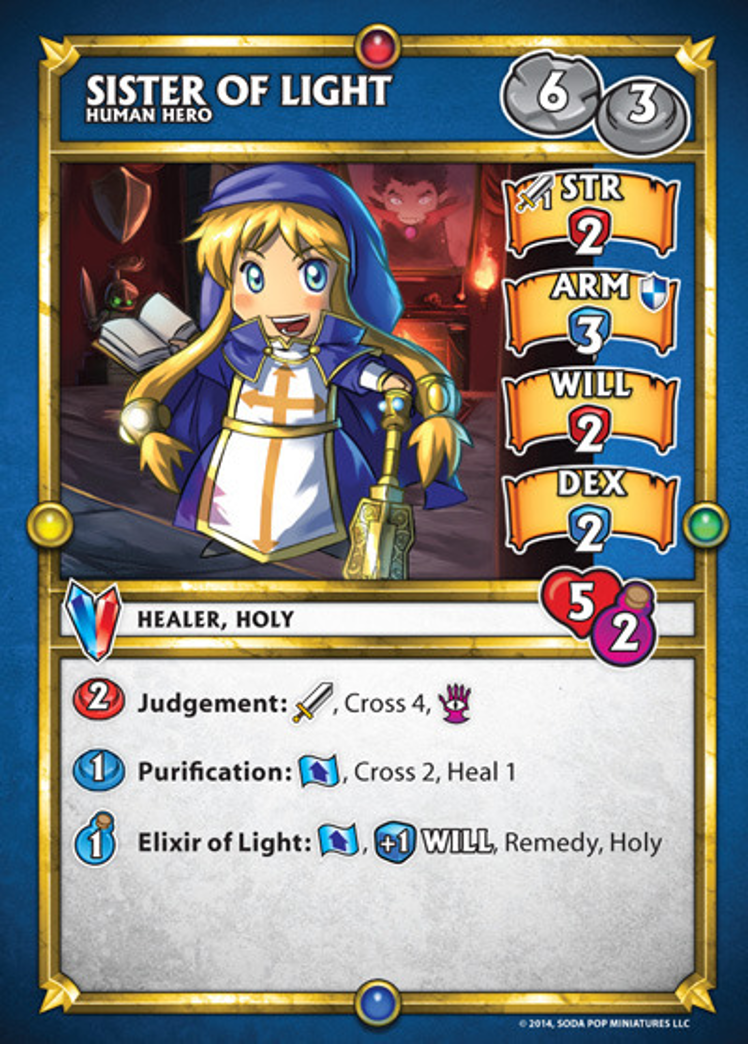 SISTER OF LIGHT
HUMAN HERO
6
3
1 STR
2
ARM
3
WILL
2
DEX
2
HEALER, HOLY
5
2
2 Judgement: , Cross 4,
1 Purification: , Cross 2, Heal 1
1 Elixir of Light: , +1 WILL, Remedy, Holy
© 2014, SODA POP MINIATURES LLC